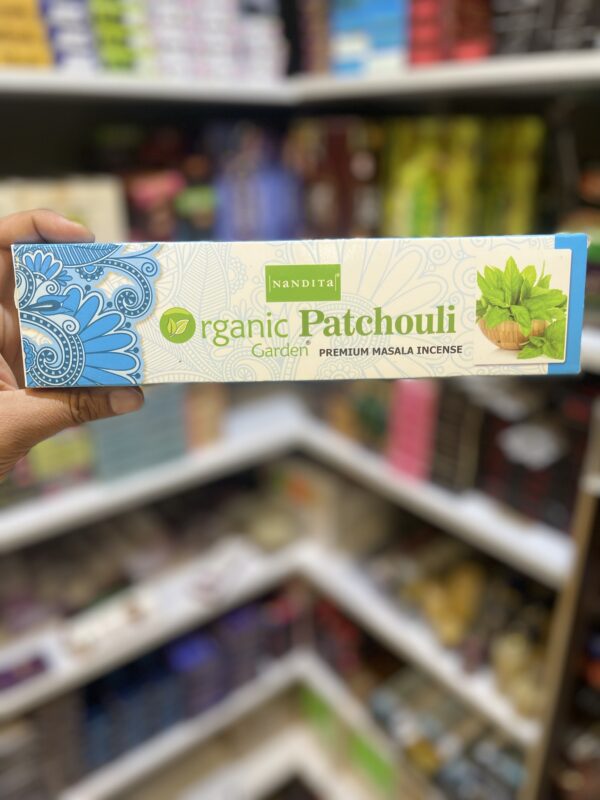 NANDITA
Organic Patchouli
Garden® PREMIUM MASALA INCENSE